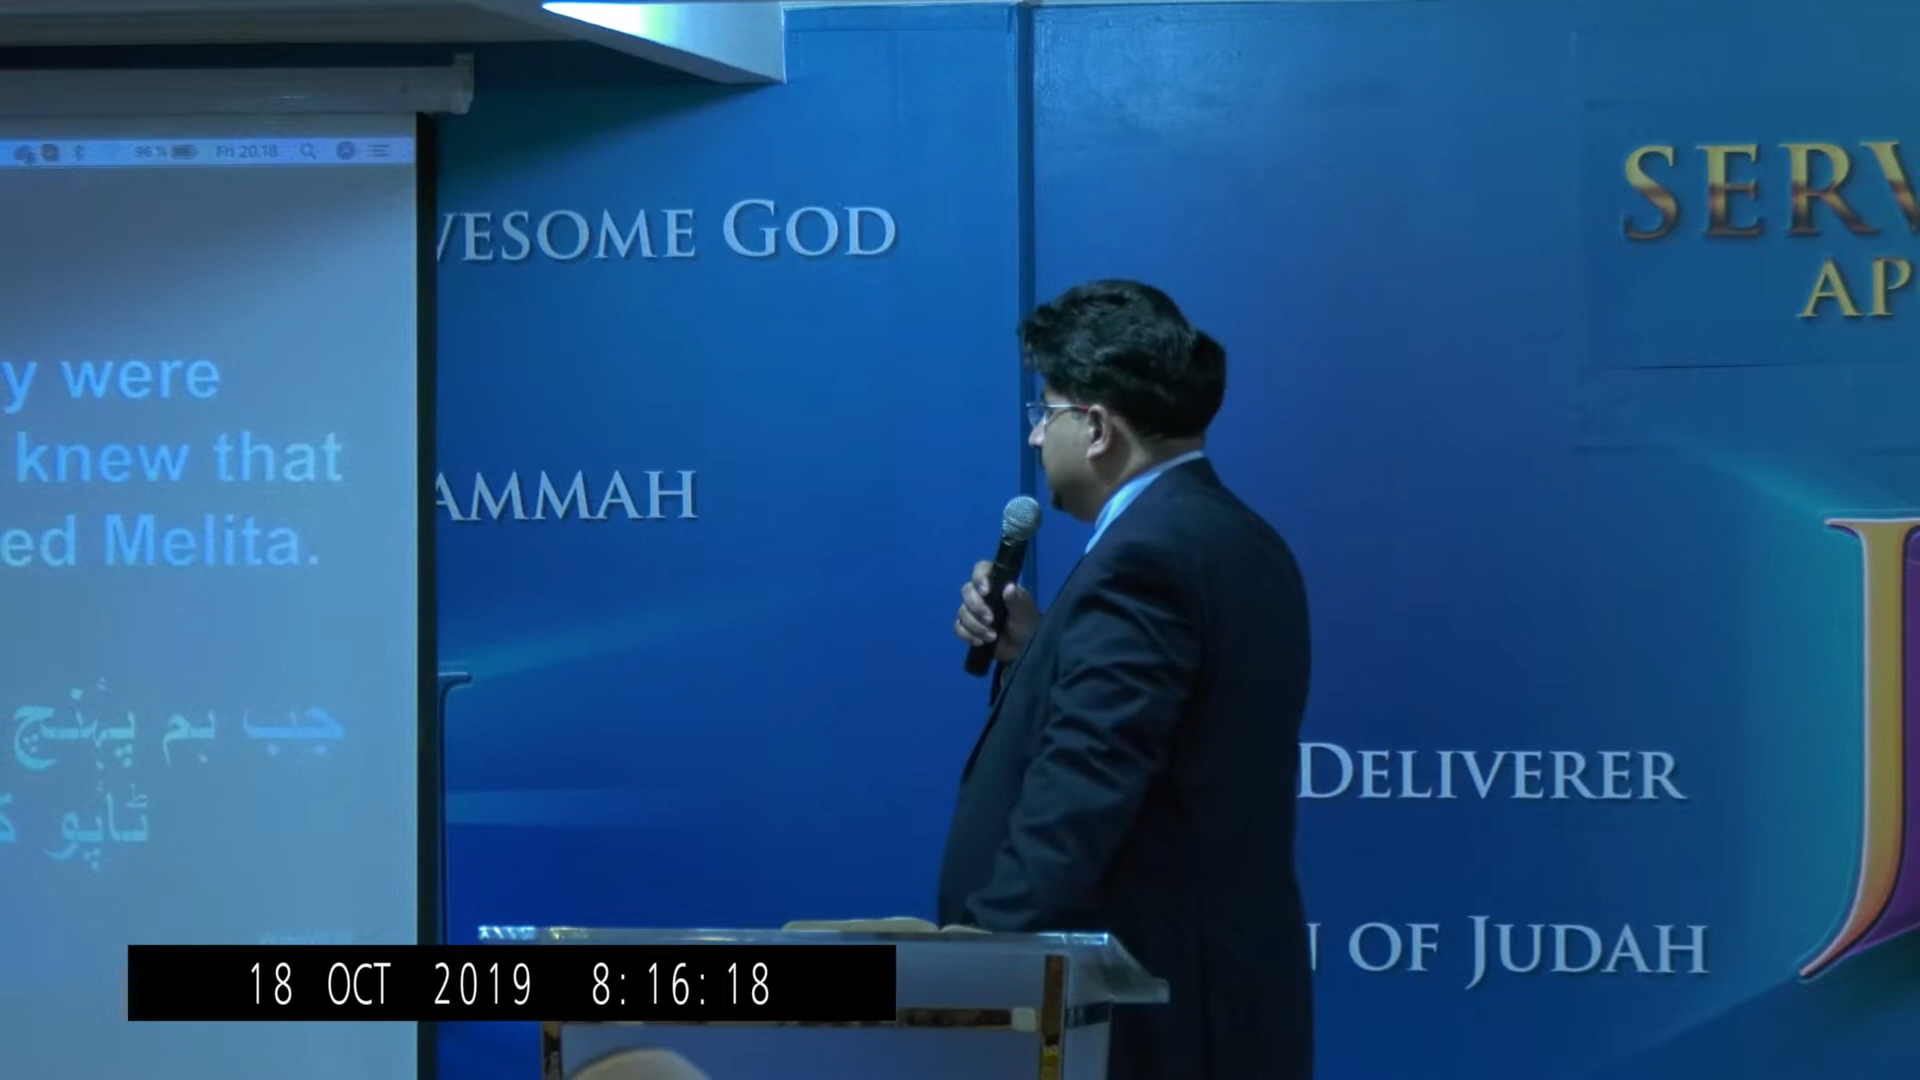 96% Fri 20.18
y were
knew that
ed Melita.
جب ہم پہنچ
ٹاپو ک
VESOME GOD
AMMAH
SERV
AP
J
DELIVERER
N OF JUDAH
18 OCT 2019 8:16:18